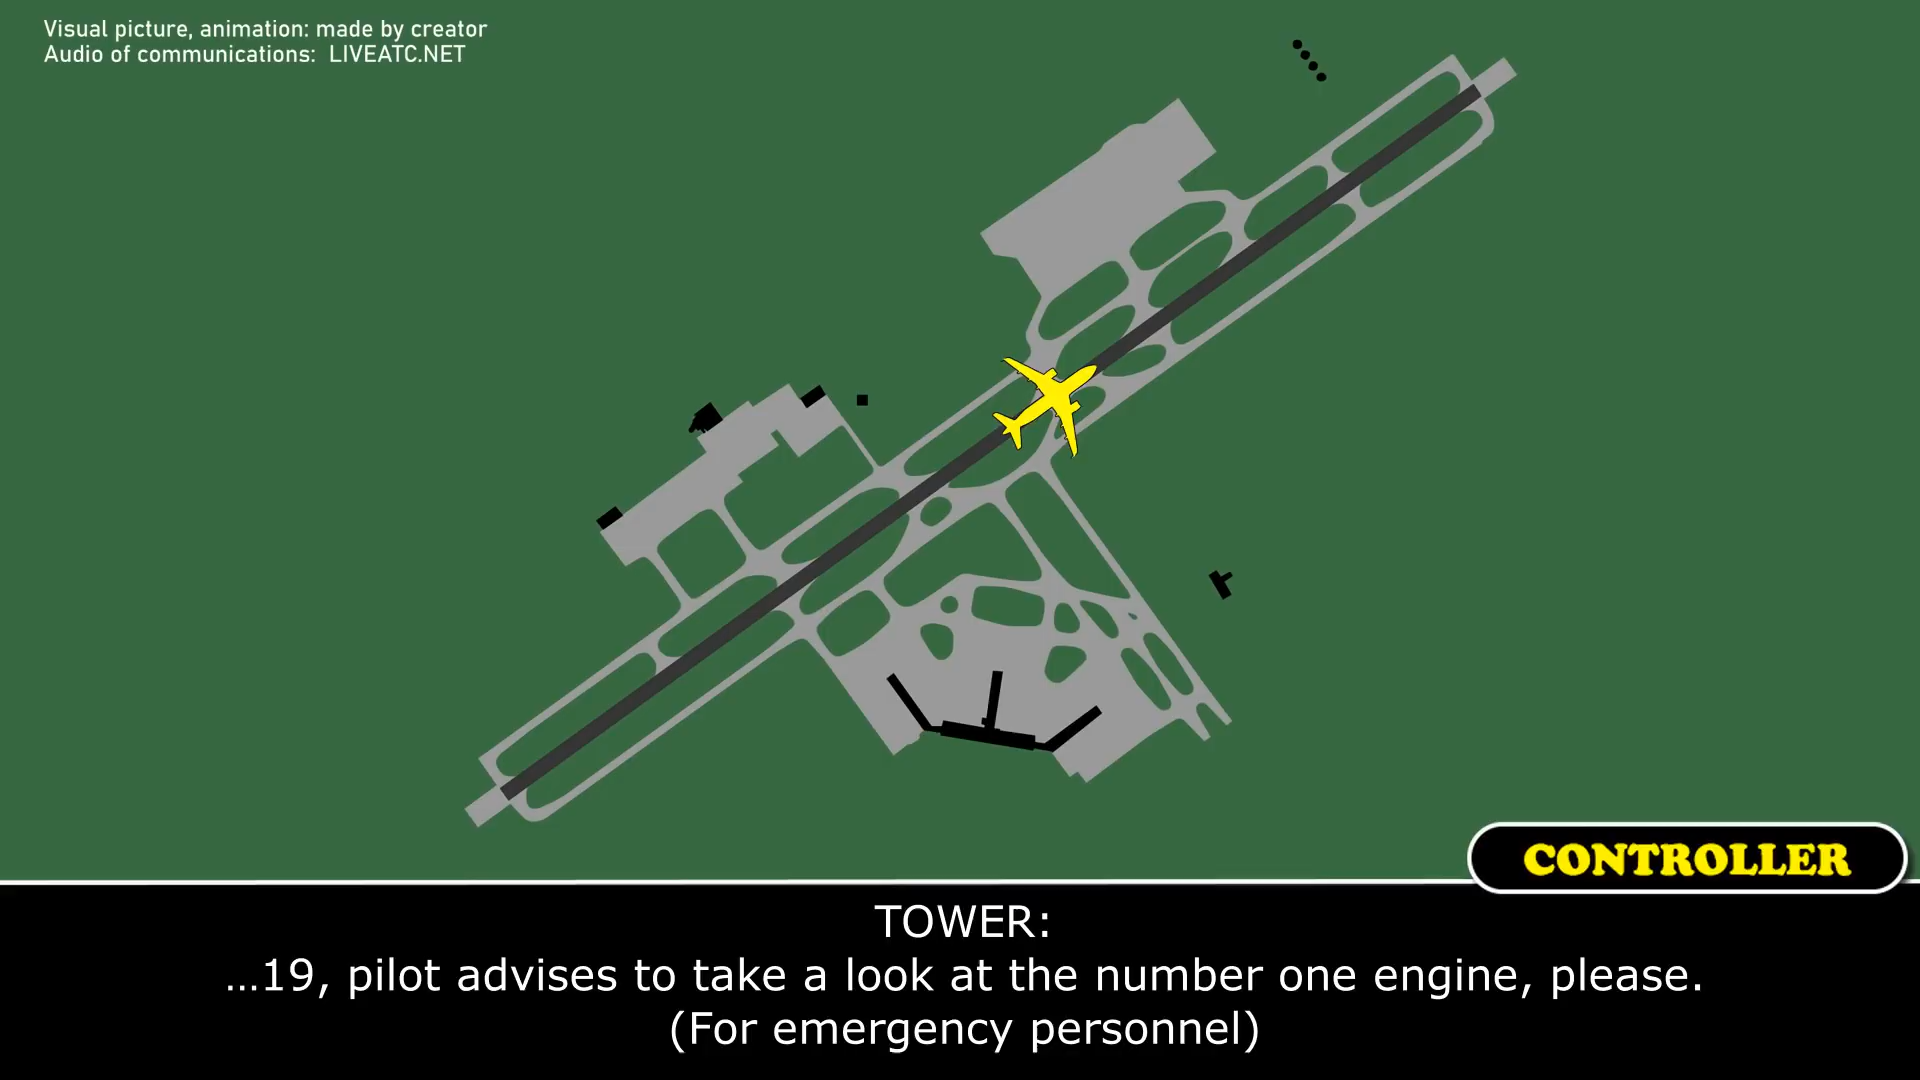 Visual picture, animation: made by creator
Audio of communications: LIVEATC.NET
CONTROLLER
TOWER:
...19, pilot advises to take a look at the number one engine, please.
(For emergency personnel)